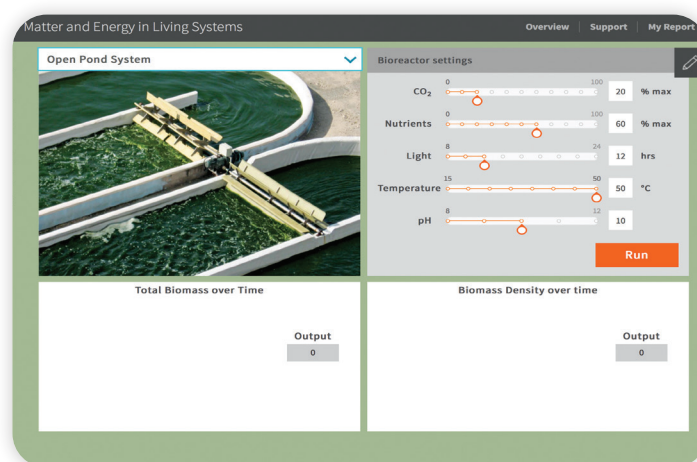 Matter and Energy in Living Systems
Overview | Support | My Report
Open Pond System
Bioreactor settings
CO₂ 0 100 20 % max
Nutrients 0 100 60 % max
Light 8 24 12 hrs
Temperature 15 50 50 °C
pH 8 12 10
Run
Total Biomass over Time
Output
0
Biomass Density over time
Output
0